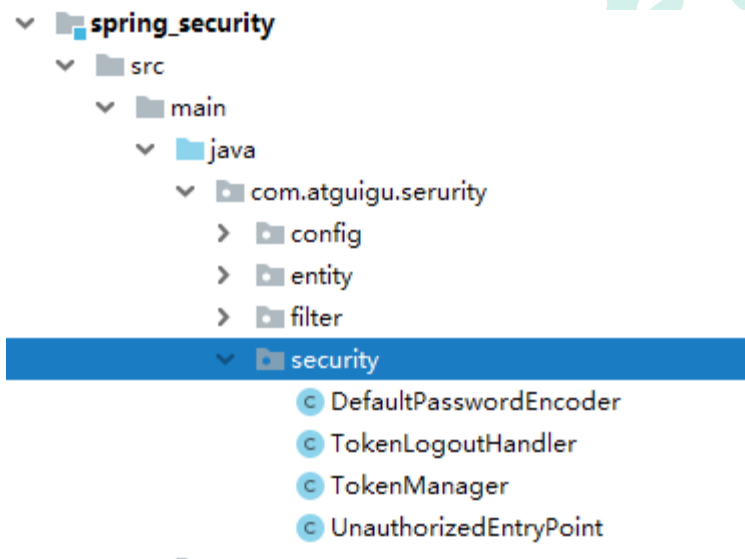 spring_security
src
main
java
com.atguigu.serurity
config
entity
filter
security
DefaultPasswordEncoder
TokenLogoutHandler
TokenManager
UnauthorizedEntryPoint